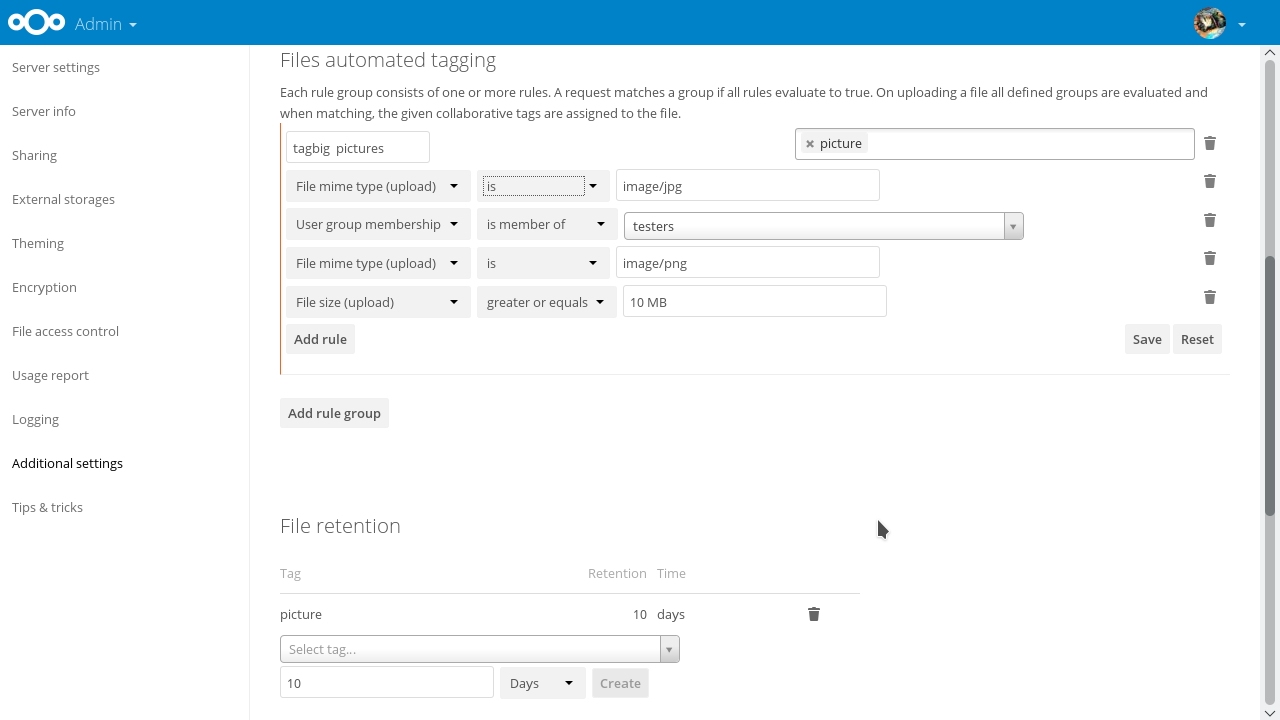 Admin
Server settings
Server info
Sharing
External storages
Theming
Encryption
File access control
Usage report
Logging
Additional settings
Tips & tricks
Files automated tagging
Each rule group consists of one or more rules. A request matches a group if all rules evaluate to true. On uploading a file all defined groups are evaluated and
when matching, the given collaborative tags are assigned to the file.
tagbig pictures picture
File mime type (upload) is image/jpg
User group membership is member of testers
File mime type (upload) is image/png
File size (upload) greater or equals 10 MB
Add rule Save Reset
Add rule group
File retention
Tag Retention Time
picture 10 days
Select tag...
10 Days Create